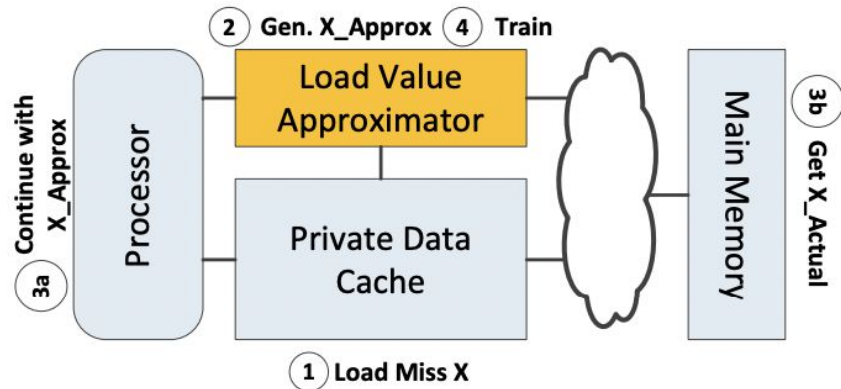 2 Gen. X_Approx 4 Train
Load Value
Approximator
Continue with
X_Approx
3a
Processor
Private Data
Cache
Main Memory
3b Get X_Actual
1 Load Miss X